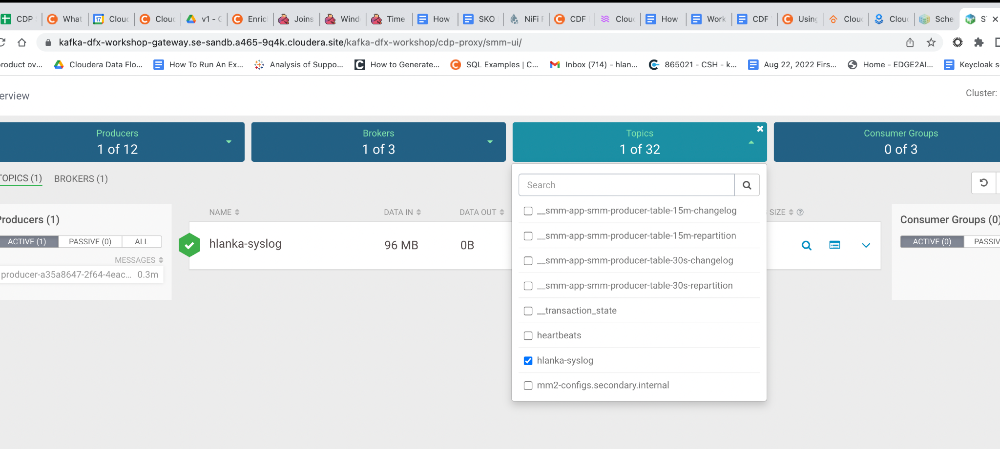 CDP S What Clouc 17 Clouc v1 - C Enric Joins Wind Time How SKO NiFi F CDF Clouc How Work CDF Using Clouc Clouc Sche S
kafka-dfx-workshop-gateway.se-sandb.a465-9q4k.cloudera.site/kafka-dfx-workshop/cdp-proxy/smm-ui/
roduct ov... Cloudera Data Flo... How To Run An Ex... Analysis of Suppo... How to Generate... SQL Examples | C... Inbox (714) - hlan... 865021 - CSH - k... Aug 22, 2022 Firs... Home - EDGE2AI... Keycloak s
erview
Cluster:
Producers
1 of 12
Brokers
1 of 3
Topics
1 of 32
Consumer Groups
0 of 3
TOPICS (1) BROKERS (1)
Search
Producers (1)
ACTIVE (1) PASSIVE (0) ALL
MESSAGES
producer-a35a8647-2f64-4eac... 0.3m
NAME DATA IN DATA OUT SIZE
hlanka-syslog 96 MB 0B
__smm-app-smm-producer-table-15m-changelog
__smm-app-smm-producer-table-15m-repartition
__smm-app-smm-producer-table-30s-changelog
__smm-app-smm-producer-table-30s-repartition
__transaction_state
heartbeats
hlanka-syslog
mm2-configs.secondary.internal
Consumer Groups (0)
ACTIVE (0) PASSIV